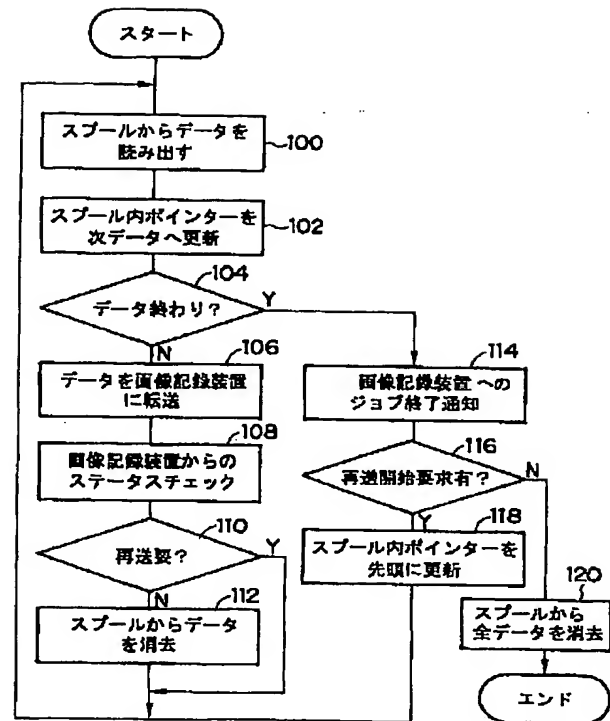 スタート
スプールからデータを
読み出す
100
スプール内ポインターを
次データへ更新
102
104
データ終わり?
Y
N
106
データを画像記録装置
に転送
108
画像記録装置からの
ステータスチェック
110
再送要?
Y
N
112
スプールからデータ
を消去
114
画像記録装置への
ジョブ終了通知
116
再送開始要求有?
N
Y
118
スプール内ポインターを
先頭に更新
120
スプールから
全データを消去
エンド